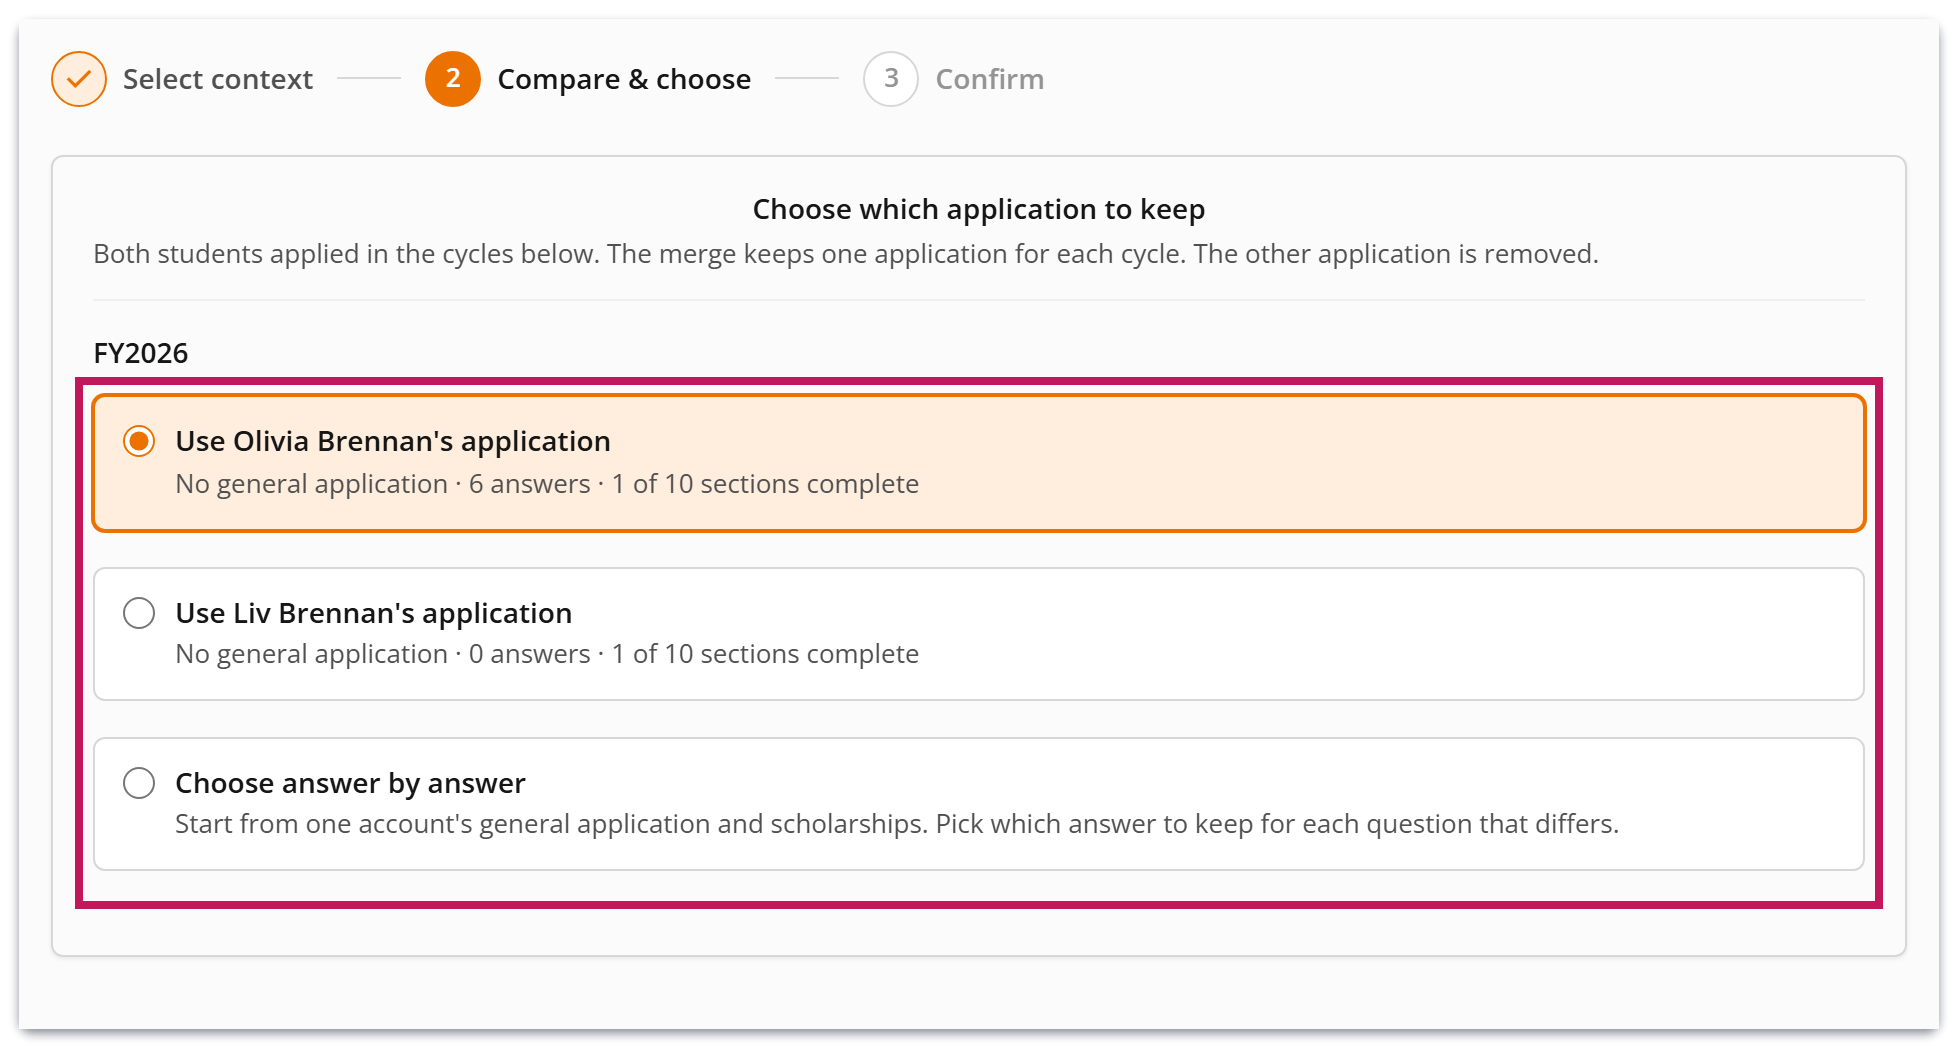 Select context
2 Compare & choose
3 Confirm
Choose which application to keep
Both students applied in the cycles below. The merge keeps one application for each cycle. The other application is removed.
FY2026
Use Olivia Brennan's application
No general application · 6 answers · 1 of 10 sections complete
Use Liv Brennan's application
No general application · 0 answers · 1 of 10 sections complete
Choose answer by answer
Start from one account's general application and scholarships. Pick which answer to keep for each question that differs.